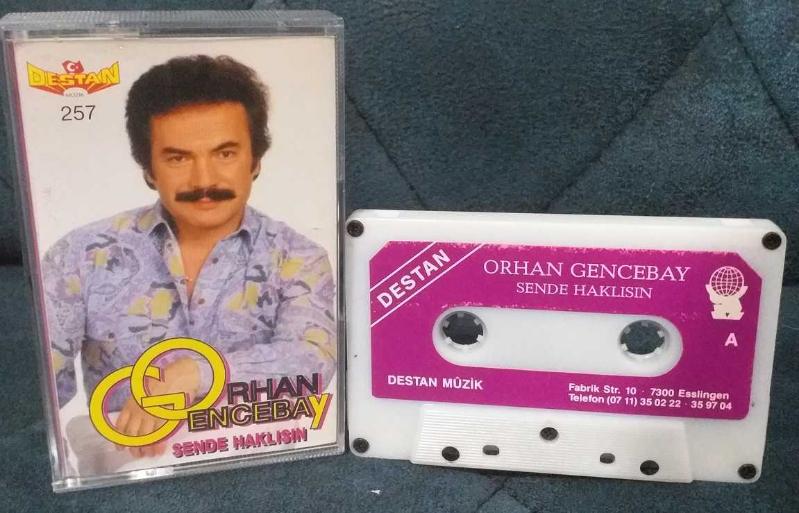 DESTAN
MÜZİK
257
ORHAN
GENCEBAY
SENDE HAKLISIN
DESTAN
ORHAN GENCEBAY
SENDE HAKLISIN
A
DESTAN MÛZİK
Fabrik Str. 10 · 7300 Esslingen
Telefon (07 11) 35 02 22 · 35 97 04